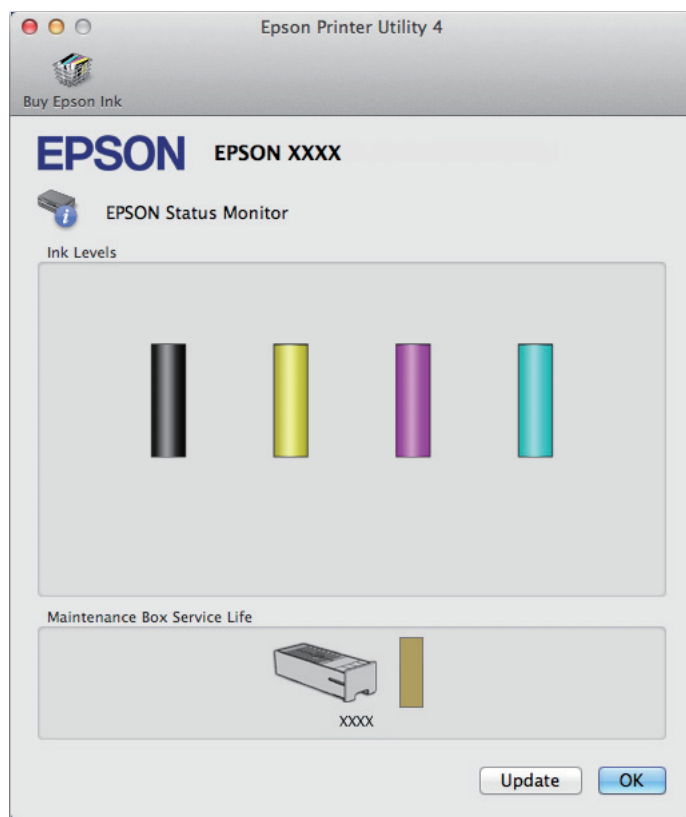 Epson Printer Utility 4
Buy Epson Ink
EPSON EPSON XXXX
EPSON Status Monitor
Ink Levels
Maintenance Box Service Life
XXXX
Update OK